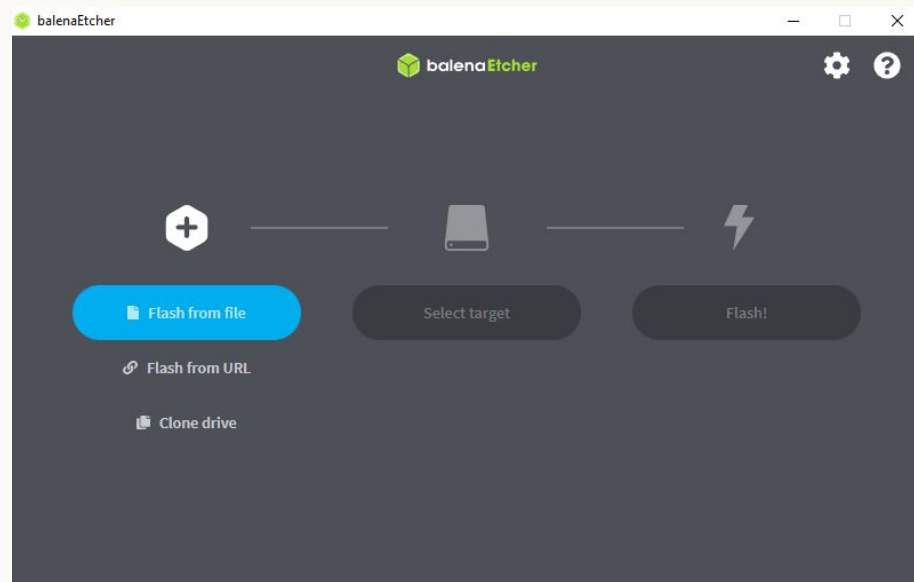 balenaEtcher
balenaEtcher
Flash from file
Select target
Flash!
Flash from URL
Clone drive